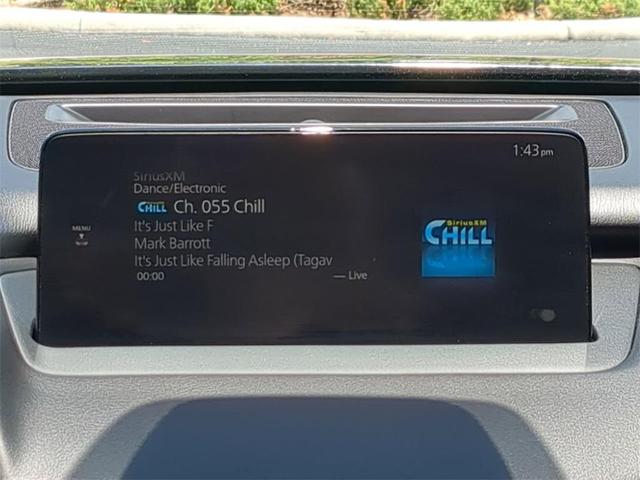 1:43 pm
SiriusXM
Dance/Electronic
CHILL Ch. 055 Chill
It's Just Like F
Mark Barrott
It's Just Like Falling Asleep (Tagav
00:00 — Live
MENU
SiriusXM
CHILL